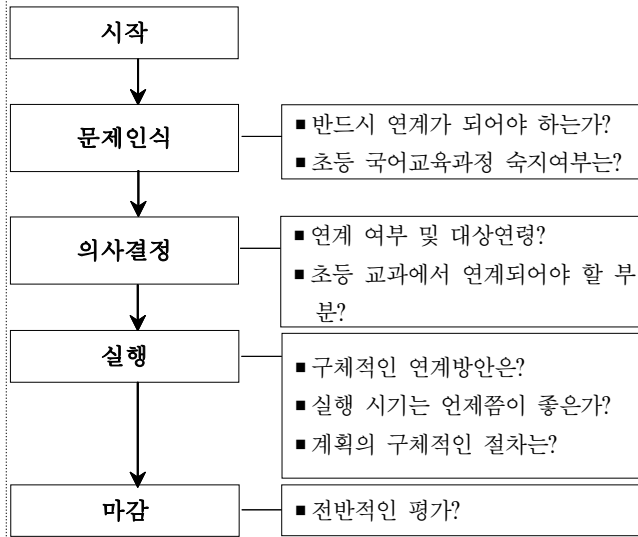 시작
문제인식
■ 반드시 연계가 되어야 하는가?
■ 초등 국어교육과정 숙지여부는?
의사결정
■ 연계 여부 및 대상연령?
■ 초등 교과에서 연계되어야 할 부
분?
실행
■ 구체적인 연계방안은?
■ 실행 시기는 언제쯤이 좋은가?
■ 계획의 구체적인 절차는?
마감
■ 전반적인 평가?